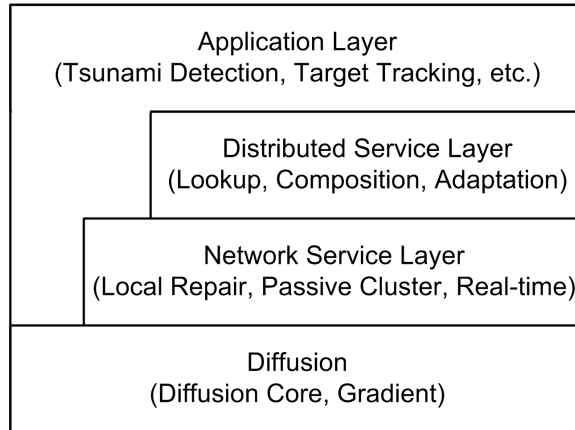 Application Layer
(Tsunami Detection, Target Tracking, etc.)
Distributed Service Layer
(Lookup, Composition, Adaptation)
Network Service Layer
(Local Repair, Passive Cluster, Real-time)
Diffusion
(Diffusion Core, Gradient)